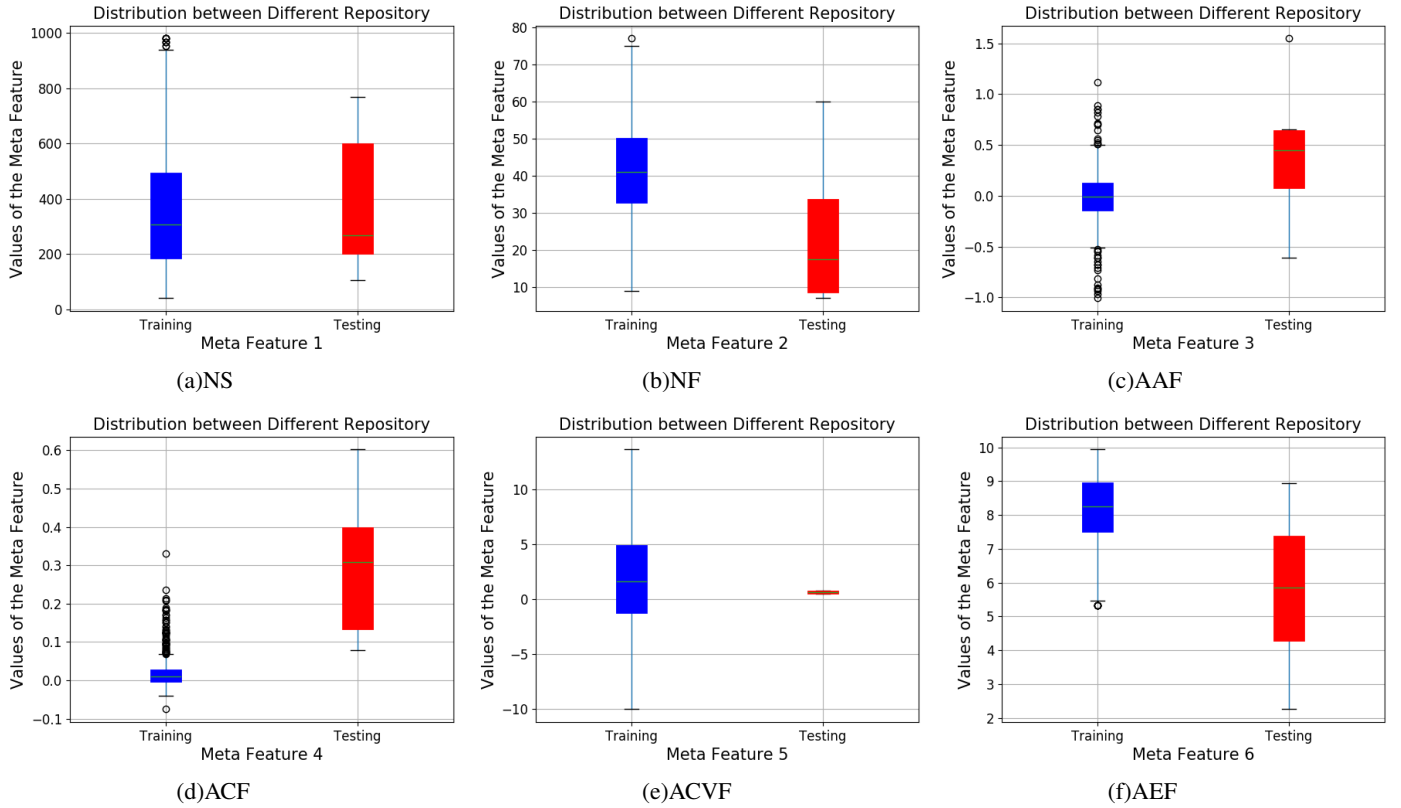 Distribution between Different Repository
Values of the Meta Feature
1000
800
600
400
200
0
Training
Testing
Meta Feature 1
(a)NS
Distribution between Different Repository
Values of the Meta Feature
80
70
60
50
40
30
20
10
Training
Testing
Meta Feature 2
(b)NF
Distribution between Different Repository
Values of the Meta Feature
1.5
1.0
0.5
0.0
−0.5
−1.0
Training
Testing
Meta Feature 3
(c)AAF
Distribution between Different Repository
Values of the Meta Feature
0.6
0.5
0.4
0.3
0.2
0.1
0.0
−0.1
Training
Testing
Meta Feature 4
(d)ACF
Distribution between Different Repository
Values of the Meta Feature
10
5
0
−5
−10
Training
Testing
Meta Feature 5
(e)ACVF
Distribution between Different Repository
Values of the Meta Feature
10
9
8
7
6
5
4
3
2
Training
Testing
Meta Feature 6
(f)AEF